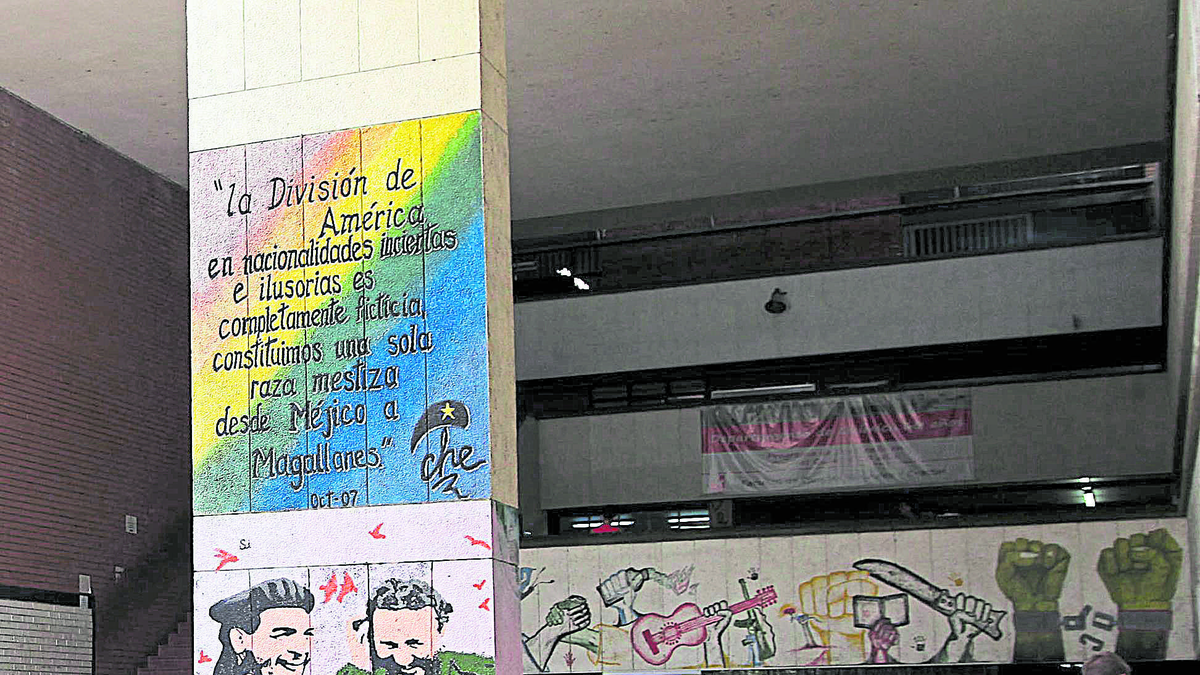 "la División de
América,
en nacionalidades inciertas
e ilusorias es
completamente ficticia,
constituimos una sola
raza mestiza
desde Méjico a
Magallanes."
che
Oct-07
Si